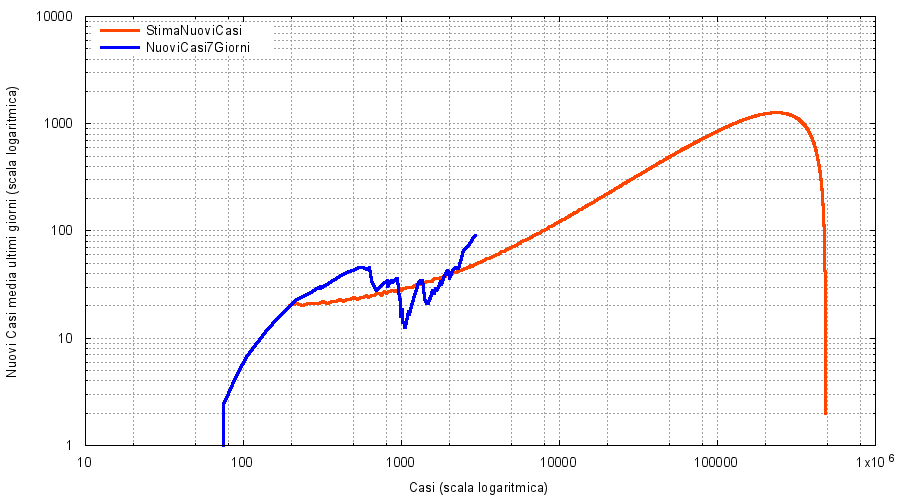 10000
1000
100
10
1
StimaNuoviCasi
NuoviCasi7Giorni
Nuovi Casi media ultimi giorni (scala logaritmica)
10 100 1000 10000 100000 1x10 6
Casi (scala logaritmica)